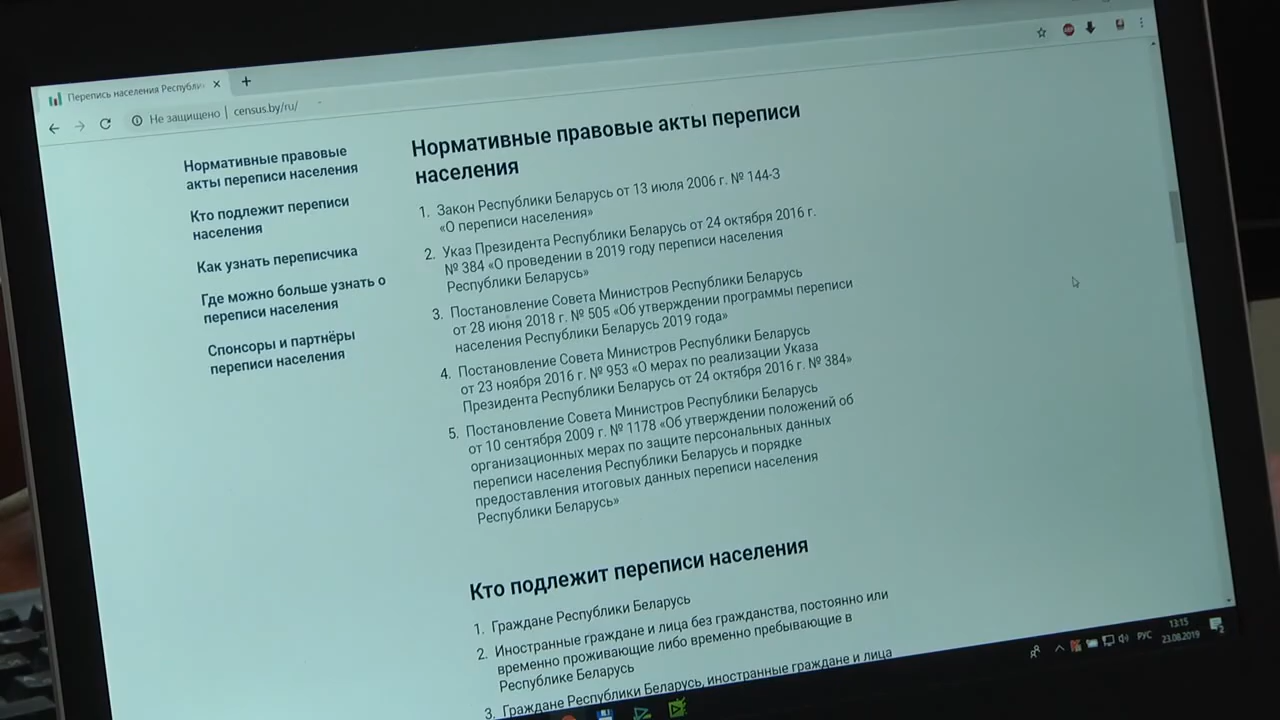 Перепись населения Республи
Не защищено | census.by/ru/
Нормативные правовые
акты переписи населения
Кто подлежит переписи
населения
Как узнать переписчика
Где можно больше узнать о
переписи населения
Спонсоры и партнёры
переписи населения
Нормативные правовые акты переписи
населения
1. Закон Республики Беларусь от 13 июля 2006 г. № 144-З
«О переписи населения»
2. Указ Президента Республики Беларусь от 24 октября 2016 г.
№ 384 «О проведении в 2019 году переписи населения
Республики Беларусь»
3. Постановление Совета Министров Республики Беларусь
от 28 июня 2018 г. № 505 «Об утверждении программы переписи
населения Республики Беларусь 2019 года»
4. Постановление Совета Министров Республики Беларусь
от 23 ноября 2016 г. № 953 «О мерах по реализации Указа
Президента Республики Беларусь от 24 октября 2016 г. № 384»
5. Постановление Совета Министров Республики Беларусь
от 10 сентября 2009 г. № 1178 «Об утверждении положений об
организационных мерах по защите персональных данных
переписи населения Республики Беларусь и порядке
предоставления итоговых данных переписи населения
Республики Беларусь»
Кто подлежит переписи населения
1. Граждане Республики Беларусь
2. Иностранные граждане и лица без гражданства, постоянно или
временно проживающие либо временно пребывающие в
Республике Беларусь
3. Граждане Республики Беларусь, иностранные граждане и лица
РУС
13:15
23.08.2019
2